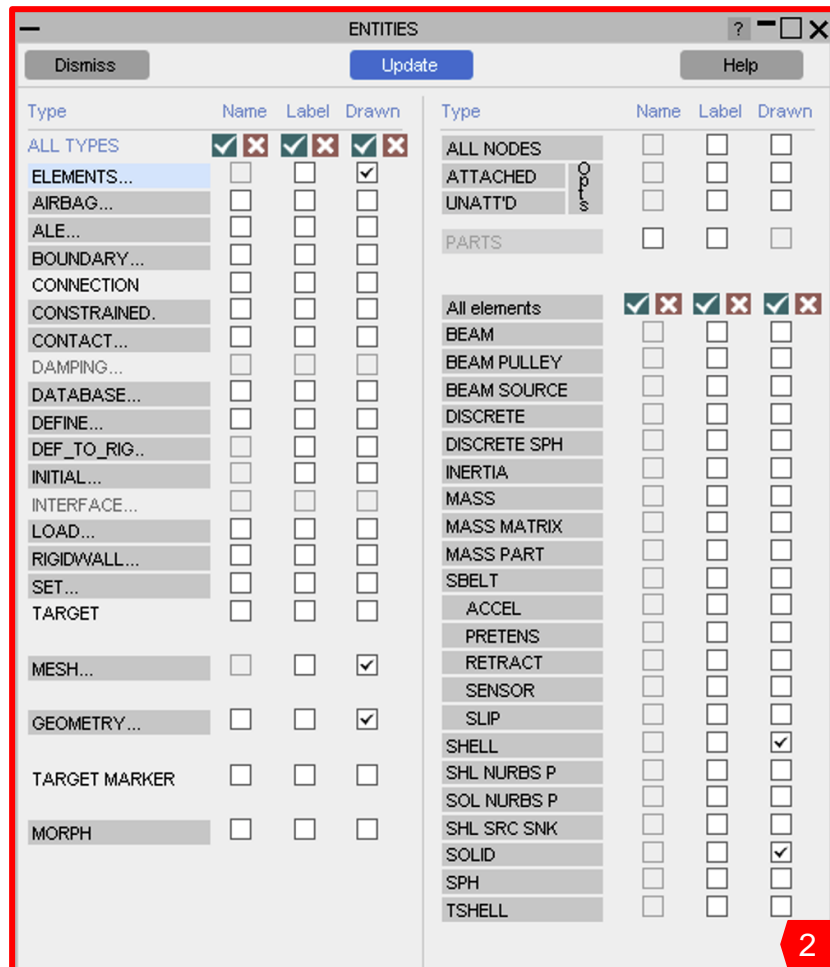 ENTITIES
?
Dismiss Update Help
Type Name Label Drawn
ALL TYPES
ELEMENTS...
AIRBAG...
ALE...
BOUNDARY...
CONNECTION
CONSTRAINED.
CONTACT...
DAMPING...
DATABASE...
DEFINE...
DEF_TO_RIG..
INITIAL...
INTERFACE...
LOAD...
RIGIDWALL...
SET...
TARGET
MESH...
GEOMETRY...
TARGET MARKER
MORPH
Type Name Label Drawn
ALL NODES
ATTACHED
UNATT'D
Opts
PARTS
All elements
BEAM
BEAM PULLEY
BEAM SOURCE
DISCRETE
DISCRETE SPH
INERTIA
MASS
MASS MATRIX
MASS PART
SBELT
ACCEL
PRETENS
RETRACT
SENSOR
SLIP
SHELL
SHL NURBS P
SOL NURBS P
SHL SRC SNK
SOLID
SPH
TSHELL
2